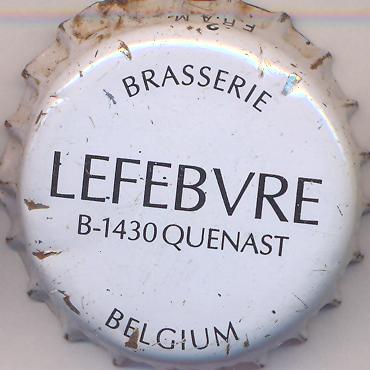 BRASSERIE
LEFEBVRE
B-1430 QUENAST
BELGIUM